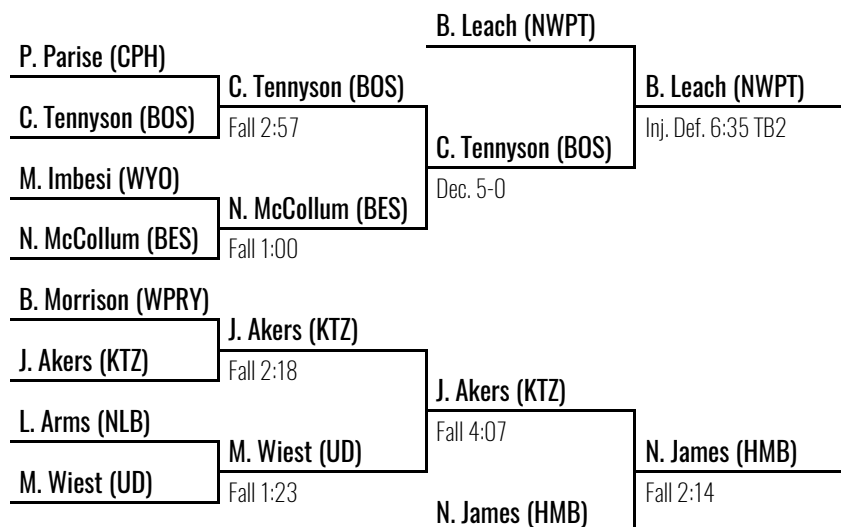 B. Leach (NWPT)
P. Parise (CPH)
C. Tennyson (BOS)
B. Leach (NWPT)
C. Tennyson (BOS)
Fall 2:57
Inj. Def. 6:35 TB2
C. Tennyson (BOS)
M. Imbesi (WYO)
Dec. 5-0
N. McCollum (BES)
N. McCollum (BES)
Fall 1:00
B. Morrison (WPRY)
J. Akers (KTZ)
J. Akers (KTZ)
Fall 2:18
J. Akers (KTZ)
L. Arms (NLB)
Fall 4:07
M. Wiest (UD)
N. James (HMB)
M. Wiest (UD)
Fall 1:23
Fall 2:14
N. James (HMB)